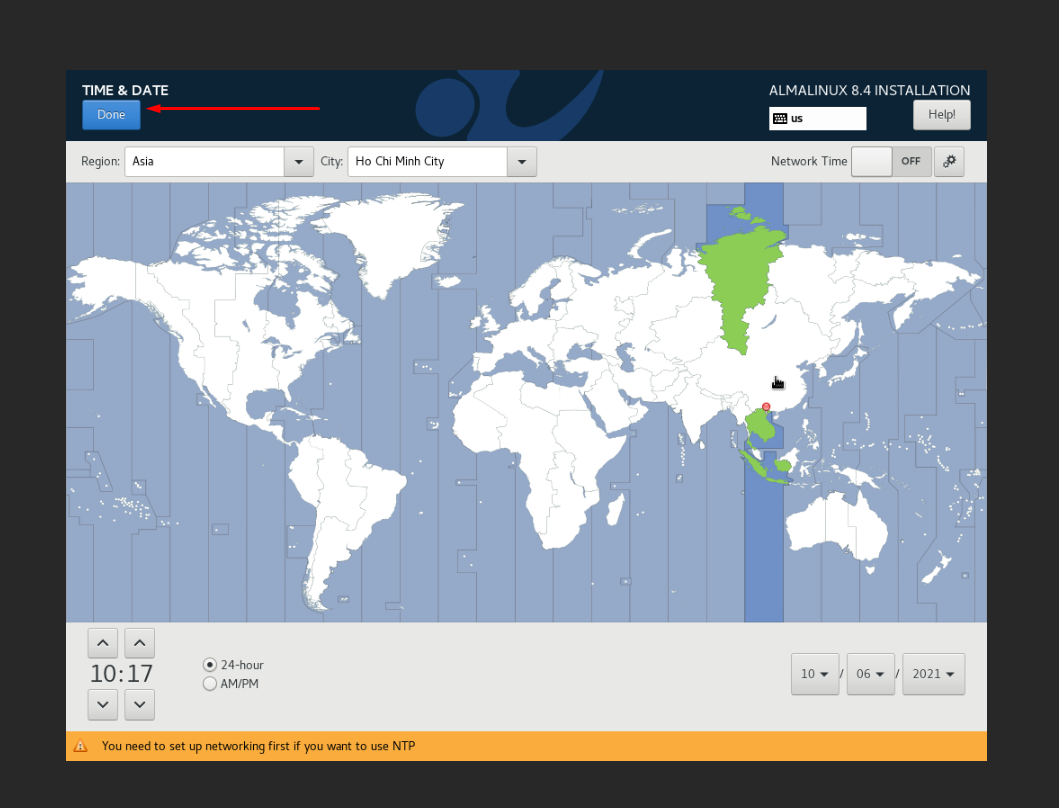 TIME & DATE
ALMALINUX 8.4 INSTALLATION
Done
us
Help!
Region: Asia City: Ho Chi Minh City Network Time OFF
10:17
24-hour
AM/PM
10 / 06 / 2021
You need to set up networking first if you want to use NTP